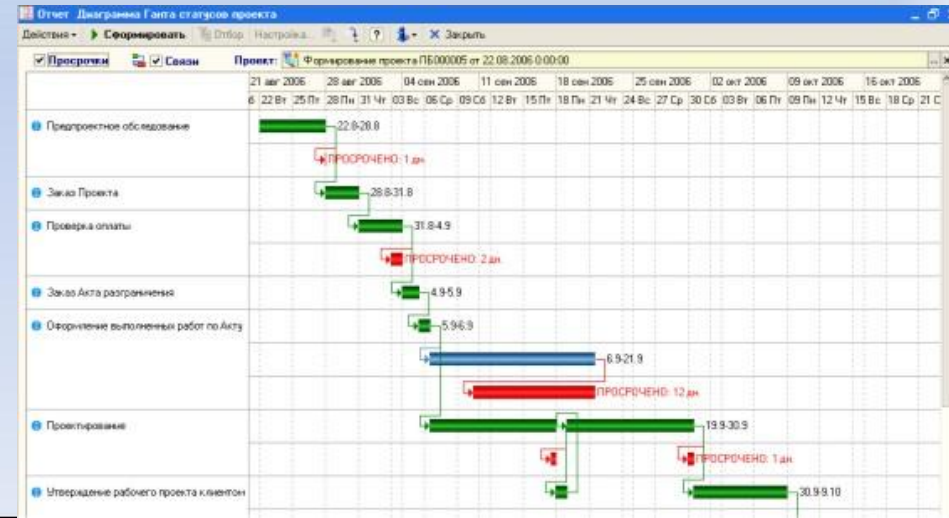 Отчет Диаграмма Ганта статусов проекта
Действия Сформировать Отбор Настройка... ? Закрыть
Просрочки Связи Проект: Формирование проекта ПБ000005 от 22.08.2006 0:00:00
21 авг 2006 28 авг 2006 04 сен 2006 11 сен 2006 18 сен 2006 25 сен 2006 02 окт 2006 09 окт 2006 16 окт 2006
6 22 Вт 25 Пт 28 Пн 31 Чт 03 Вс 06 Ср 09 Сб 12 Вт 15 Пт 18 Пн 21 Чт 24 Вс 27 Ср 30 Сб 03 Вт 06 Пт 09 Пн 12 Чт 15 Вс 18 Ср 21 С
Предпроектное обследование 22.8-28.8
ПРОСРОЧЕНО: 1 дн.
Заказ Проекта 28.8-31.8
Проверка оплаты 31.8-4.9
ПРОСРОЧЕНО: 2 дн.
Заказ Акта разграничения 4.9-5.9
Оформление выполненных работ по Акту 5.9-6.9
6.9-21.9
ПРОСРОЧЕНО: 12 дн.
Проектирование 19.9-30.9
ПРОСРОЧЕНО: 1 дн.
Утверждение рабочего проекта клиентом 30.9-9.10